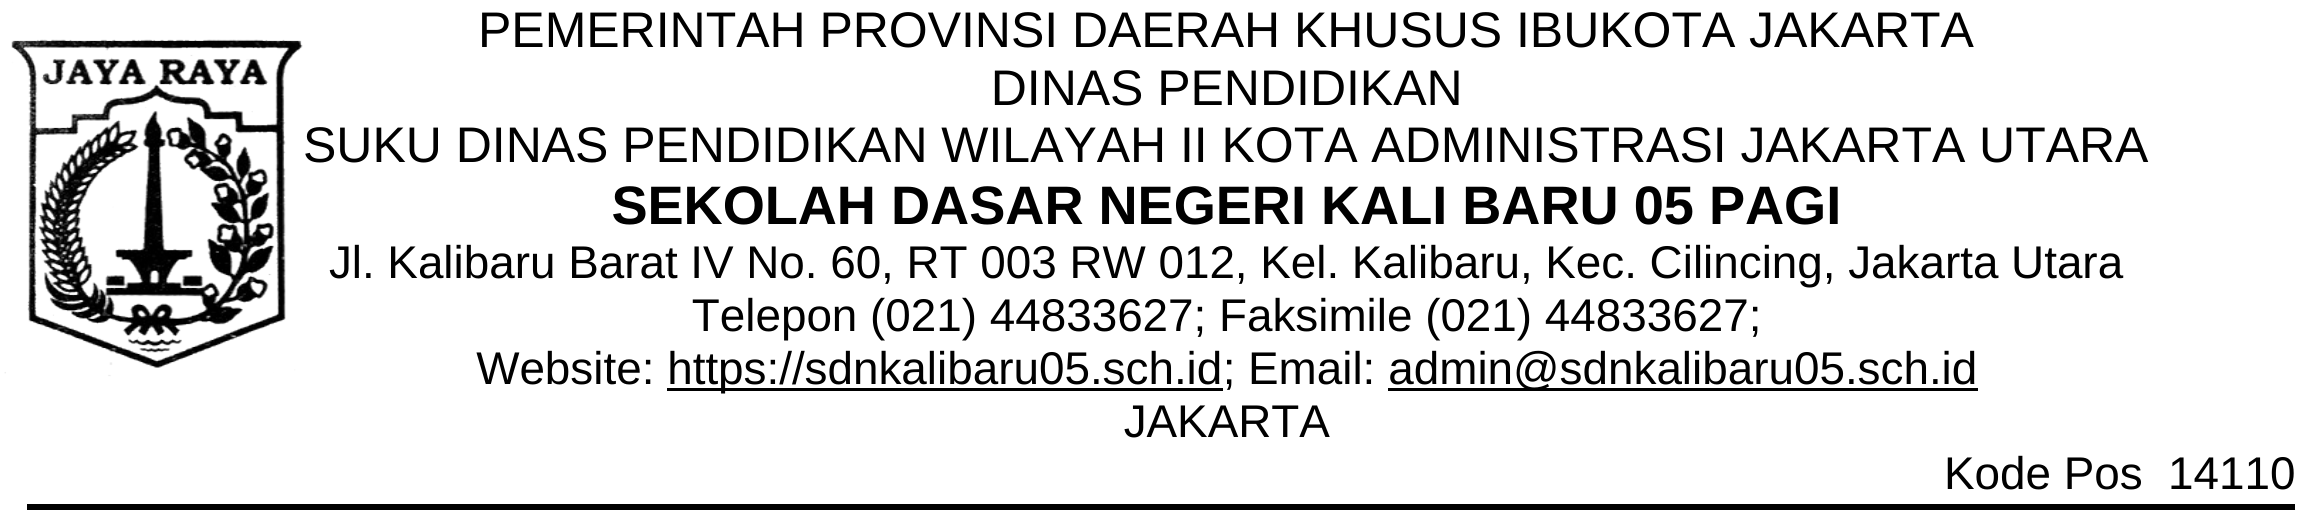 JAYA RAYA
PEMERINTAH PROVINSI DAERAH KHUSUS IBUKOTA JAKARTA
DINAS PENDIDIKAN
SUKU DINAS PENDIDIKAN WILAYAH II KOTA ADMINISTRASI JAKARTA UTARA
SEKOLAH DASAR NEGERI KALI BARU 05 PAGI
Jl. Kalibaru Barat IV No. 60, RT 003 RW 012, Kel. Kalibaru, Kec. Cilincing, Jakarta Utara
Telepon (021) 44833627; Faksimile (021) 44833627;
Website: https://sdnkalibaru05.sch.id; Email: admin@sdnkalibaru05.sch.id
JAKARTA
Kode Pos  14110